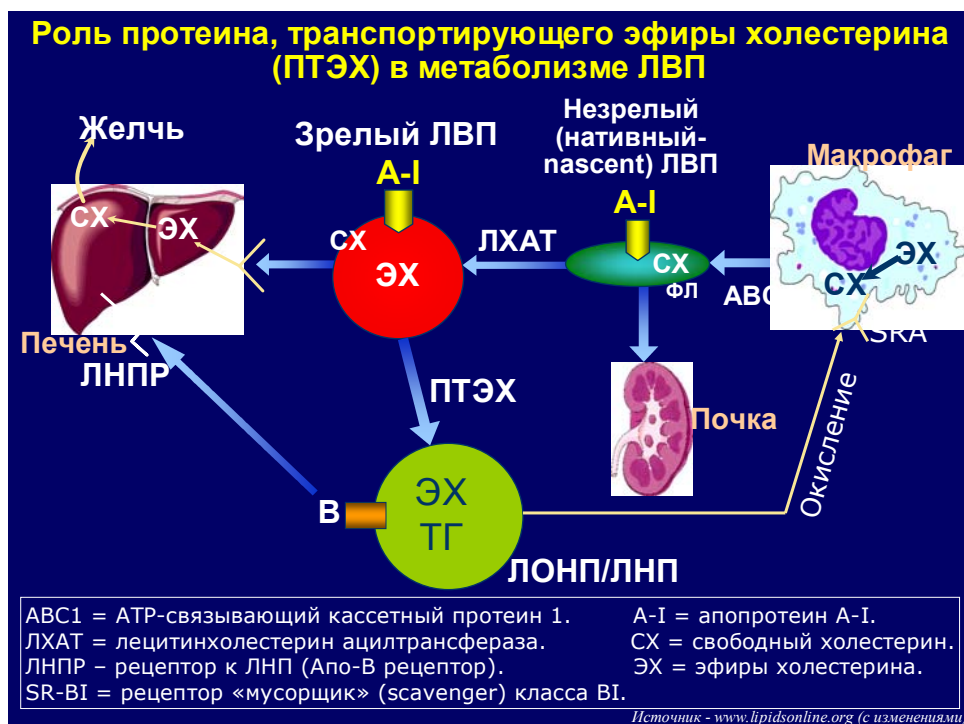 Роль протеина, транспортирующего эфиры холестерина
(ПТЭХ) в метаболизме ЛВП
Желчь
Зрелый ЛВП
Незрелый
(нативный-
nascent) ЛВП
Макрофаг
A-I
A-I
СХ
ЭХ
СХ
ЭХ
ЛХАТ
СХ
ФЛ
ABC
ЭХ
СХ
SRA
Печень
ЛНПР
ПТЭХ
Почка
Окисление
В
ЭХ
ТГ
ЛОНП/ЛНП
АВС1 = АТР-связывающий кассетный протеин 1.
A-I = апопротеин A-I.
ЛХАТ = лецитинхолестерин ацилтрансфераза.
СХ = свободный холестерин.
ЛНПР – рецептор к ЛНП (Апо-В рецептор).
ЭХ = эфиры холестерина.
SR-BI = рецептор «мусорщик» (scavenger) класса BI.
Источник - www.lipidsonline.org (с изменениями